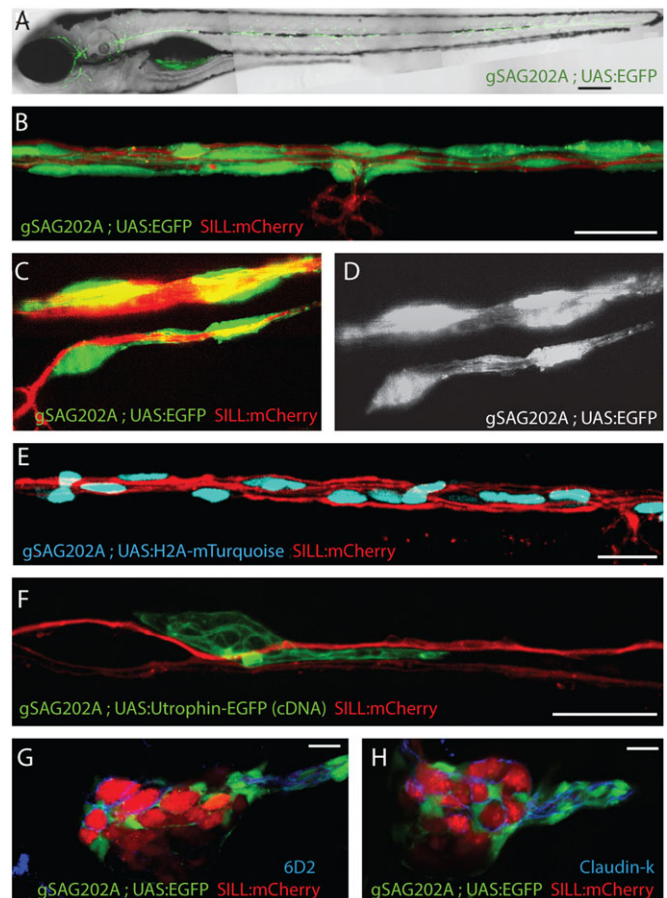 A
gSAG202A ; UAS:EGFP
B
gSAG202A ; UAS:EGFP SILL:mCherry
C
gSAG202A ; UAS:EGFP SILL:mCherry
D
gSAG202A ; UAS:EGFP
E
gSAG202A ; UAS:H2A-mTurquoise SILL:mCherry
F
gSAG202A ; UAS:Utrophin-EGFP (cDNA) SILL:mCherry
G
6D2
gSAG202A ; UAS:EGFP SILL:mCherry
H
Claudin-k
gSAG202A ; UAS:EGFP SILL:mCherry